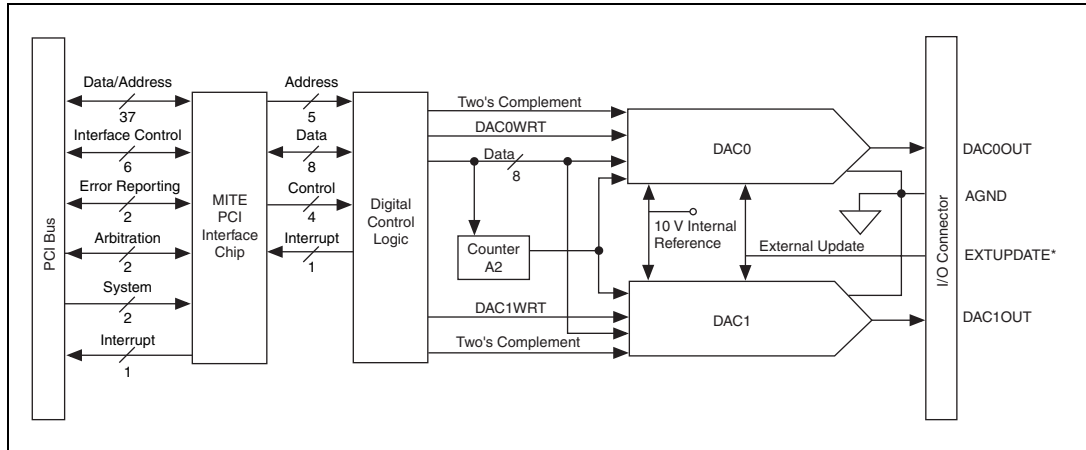 PCI Bus
Data/Address
37
Interface Control
6
Error Reporting
2
Arbitration
2
System
2
Interrupt
1
MITE
PCI
Interface
Chip
Address
5
Data
8
Control
4
Interrupt
1
Digital
Control
Logic
Two's Complement
DAC0WRT
Data
8
Counter
A2
DAC1WRT
Two's Complement
DAC0
10 V Internal
Reference
External Update
DAC1
I/O Connector
DAC0OUT
AGND
EXTUPDATE*
DAC1OUT